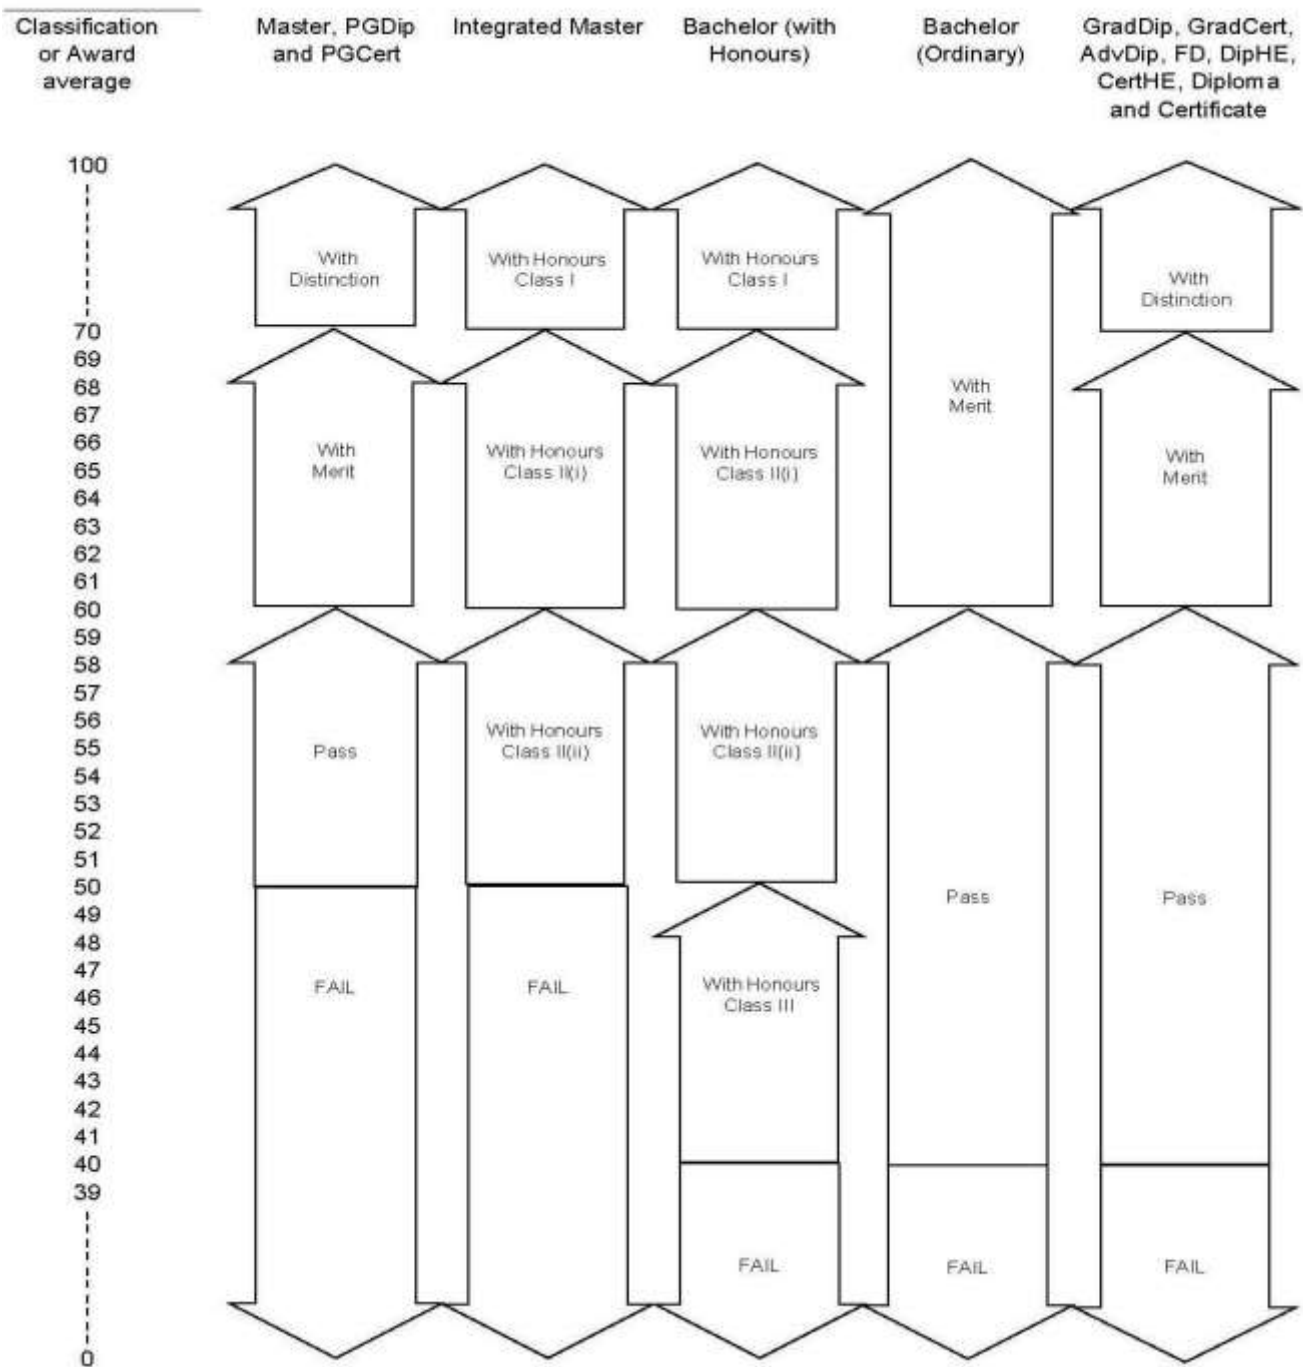 Classification
or Award
average
Master, PGDip
and PGCert
Integrated Master
Bachelor (with
Honours)
Bachelor
(Ordinary)
GradDip, GradCert,
AdvDip, FD, DipHE,
CertHE, Diploma
and Certificate
100
70
69
68
67
66
65
64
63
62
61
60
59
58
57
56
55
54
53
52
51
50
49
48
47
46
45
44
43
42
41
40
39
0
With
Distinction
With
Merit
Pass
FAIL
With Honours
Class I
With Honours
Class II(i)
With Honours
Class II(ii)
FAIL
With Honours
Class I
With Honours
Class II(i)
With Honours
Class II(ii)
With Honours
Class III
FAIL
With
Merit
Pass
FAIL
With
Distinction
With
Merit
Pass
FAIL